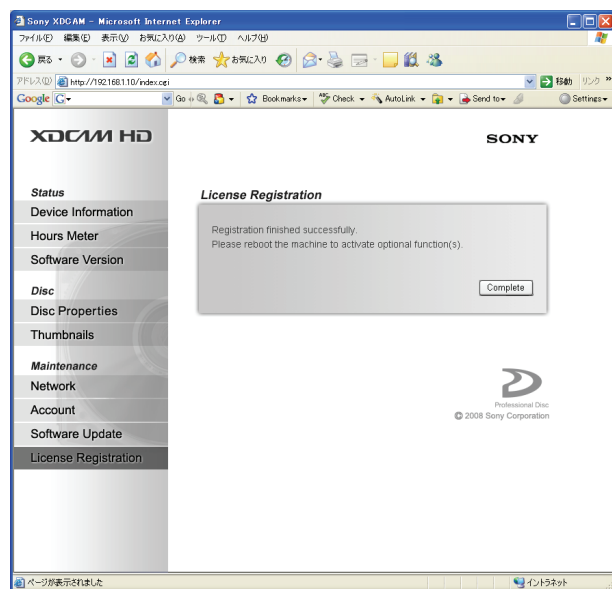 Sony XDCAM - Microsoft Internet Explorer
ファイル(F) 編集(E) 表示(V) お気に入り(A) ツール(T) ヘルプ(H)
戻る 検索 お気に入り
アドレス(D) http://192.168.1.10/index.cgi 移動 リンク »
Google G Go Bookmarks Check AutoLink Send to Settings
XDCAM HD
SONY
Status
Device Information
Hours Meter
Software Version
Disc
Disc Properties
Thumbnails
Maintenance
Network
Account
Software Update
License Registration
License Registration
Registration finished successfully.
Please reboot the machine to activate optional function(s).
Complete
Professional Disc
© 2008 Sony Corporation
ページが表示されました イントラネット